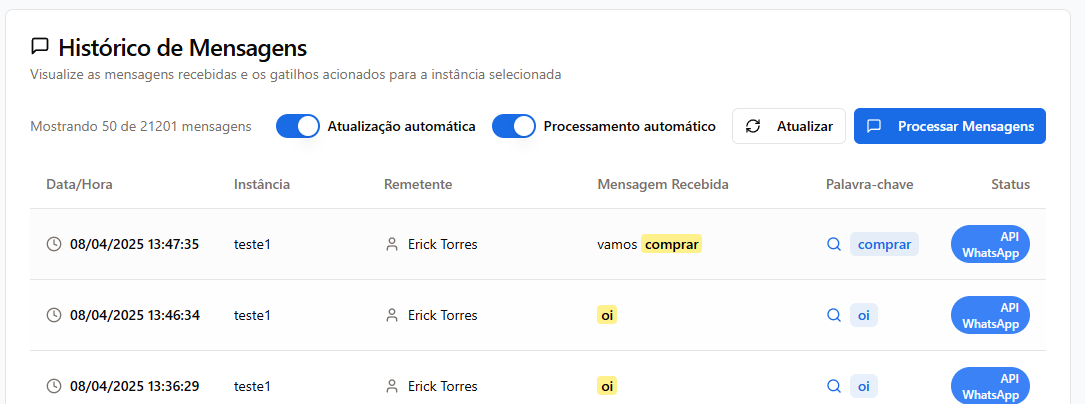 Histórico de Mensagens
Visualize as mensagens recebidas e os gatilhos acionados para a instância selecionada
Mostrando 50 de 21201 mensagens Atualização automática Processamento automático Atualizar Processar Mensagens
Data/Hora Instância Remetente Mensagem Recebida Palavra-chave Status
08/04/2025 13:47:35 teste1 Erick Torres vamos comprar comprar API
WhatsApp
08/04/2025 13:46:34 teste1 Erick Torres oi oi API
WhatsApp
08/04/2025 13:36:29 teste1 Erick Torres oi oi API
WhatsApp